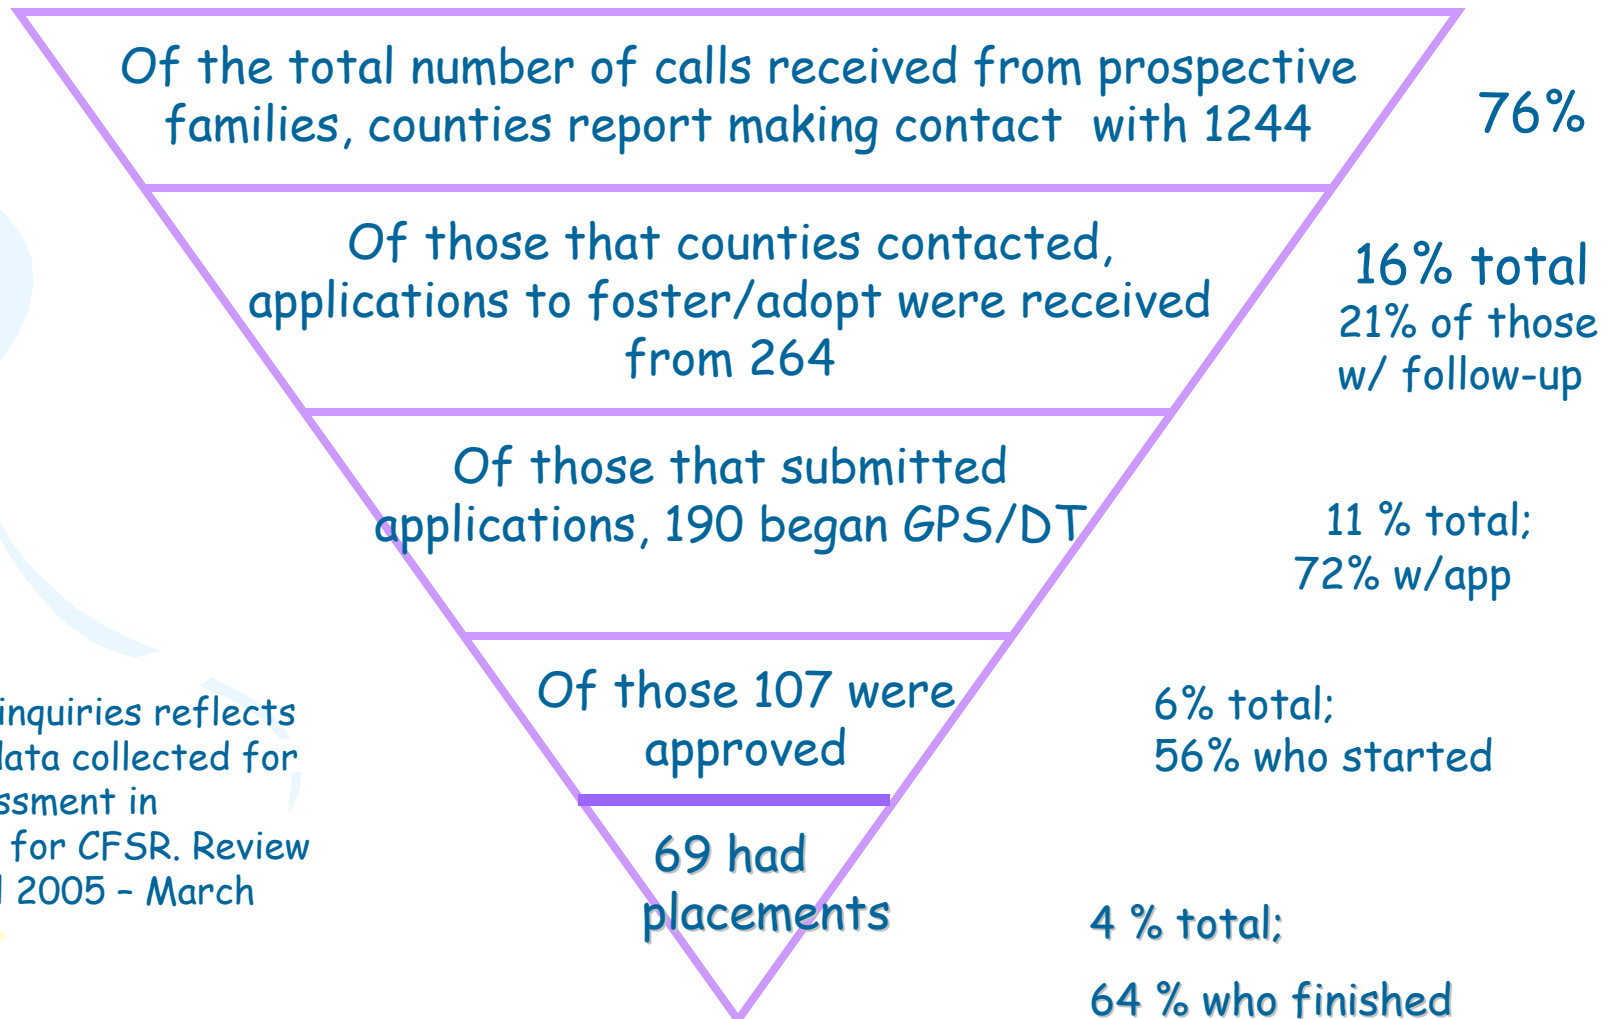 Of the total number of calls received from prospective
families, counties report making contact with 1244
76%
Of those that counties contacted,
applications to foster/adopt were received
from 264
16% total
21% of those
w/ follow-up
Of those that submitted
applications, 190 began GPS/DT
11 % total;
72% w/app
Of those 107 were
approved
6% total;
56% who started
inquiries reflects
collected for
in
for CFSR. Review
2005 – March
69 had
placements
4 % total;
64 % who finished